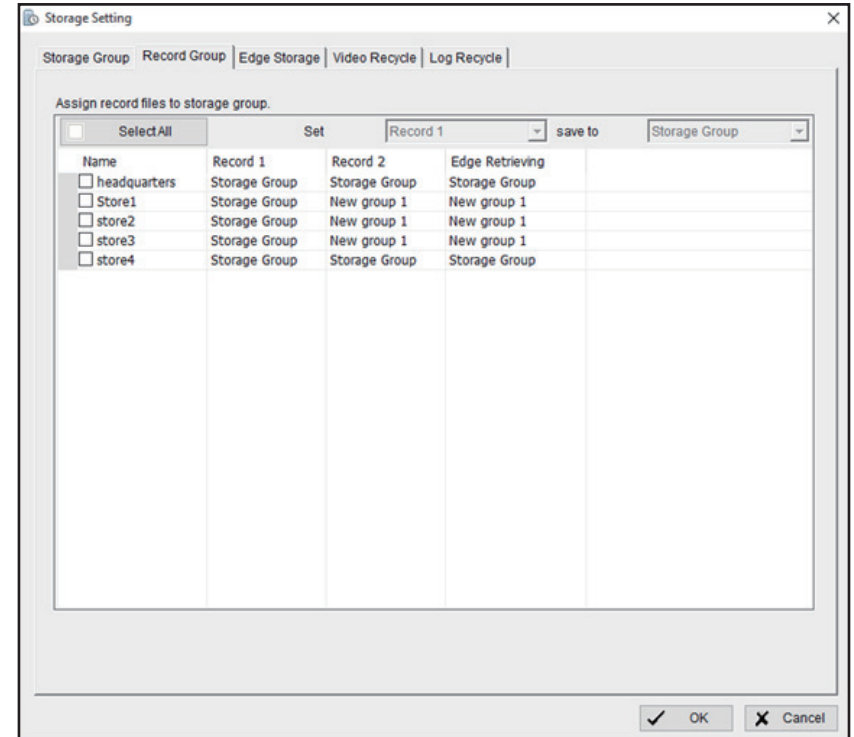 Storage Setting
Storage Group Record Group Edge Storage Video Recycle Log Recycle
Assign record files to storage group.
Select All Set Record 1 save to Storage Group
Name Record 1 Record 2 Edge Retrieving
headquarters Storage Group Storage Group Storage Group
Store1 Storage Group New group 1 New group 1
store2 Storage Group New group 1 New group 1
store3 Storage Group New group 1 New group 1
store4 Storage Group Storage Group Storage Group
OK Cancel